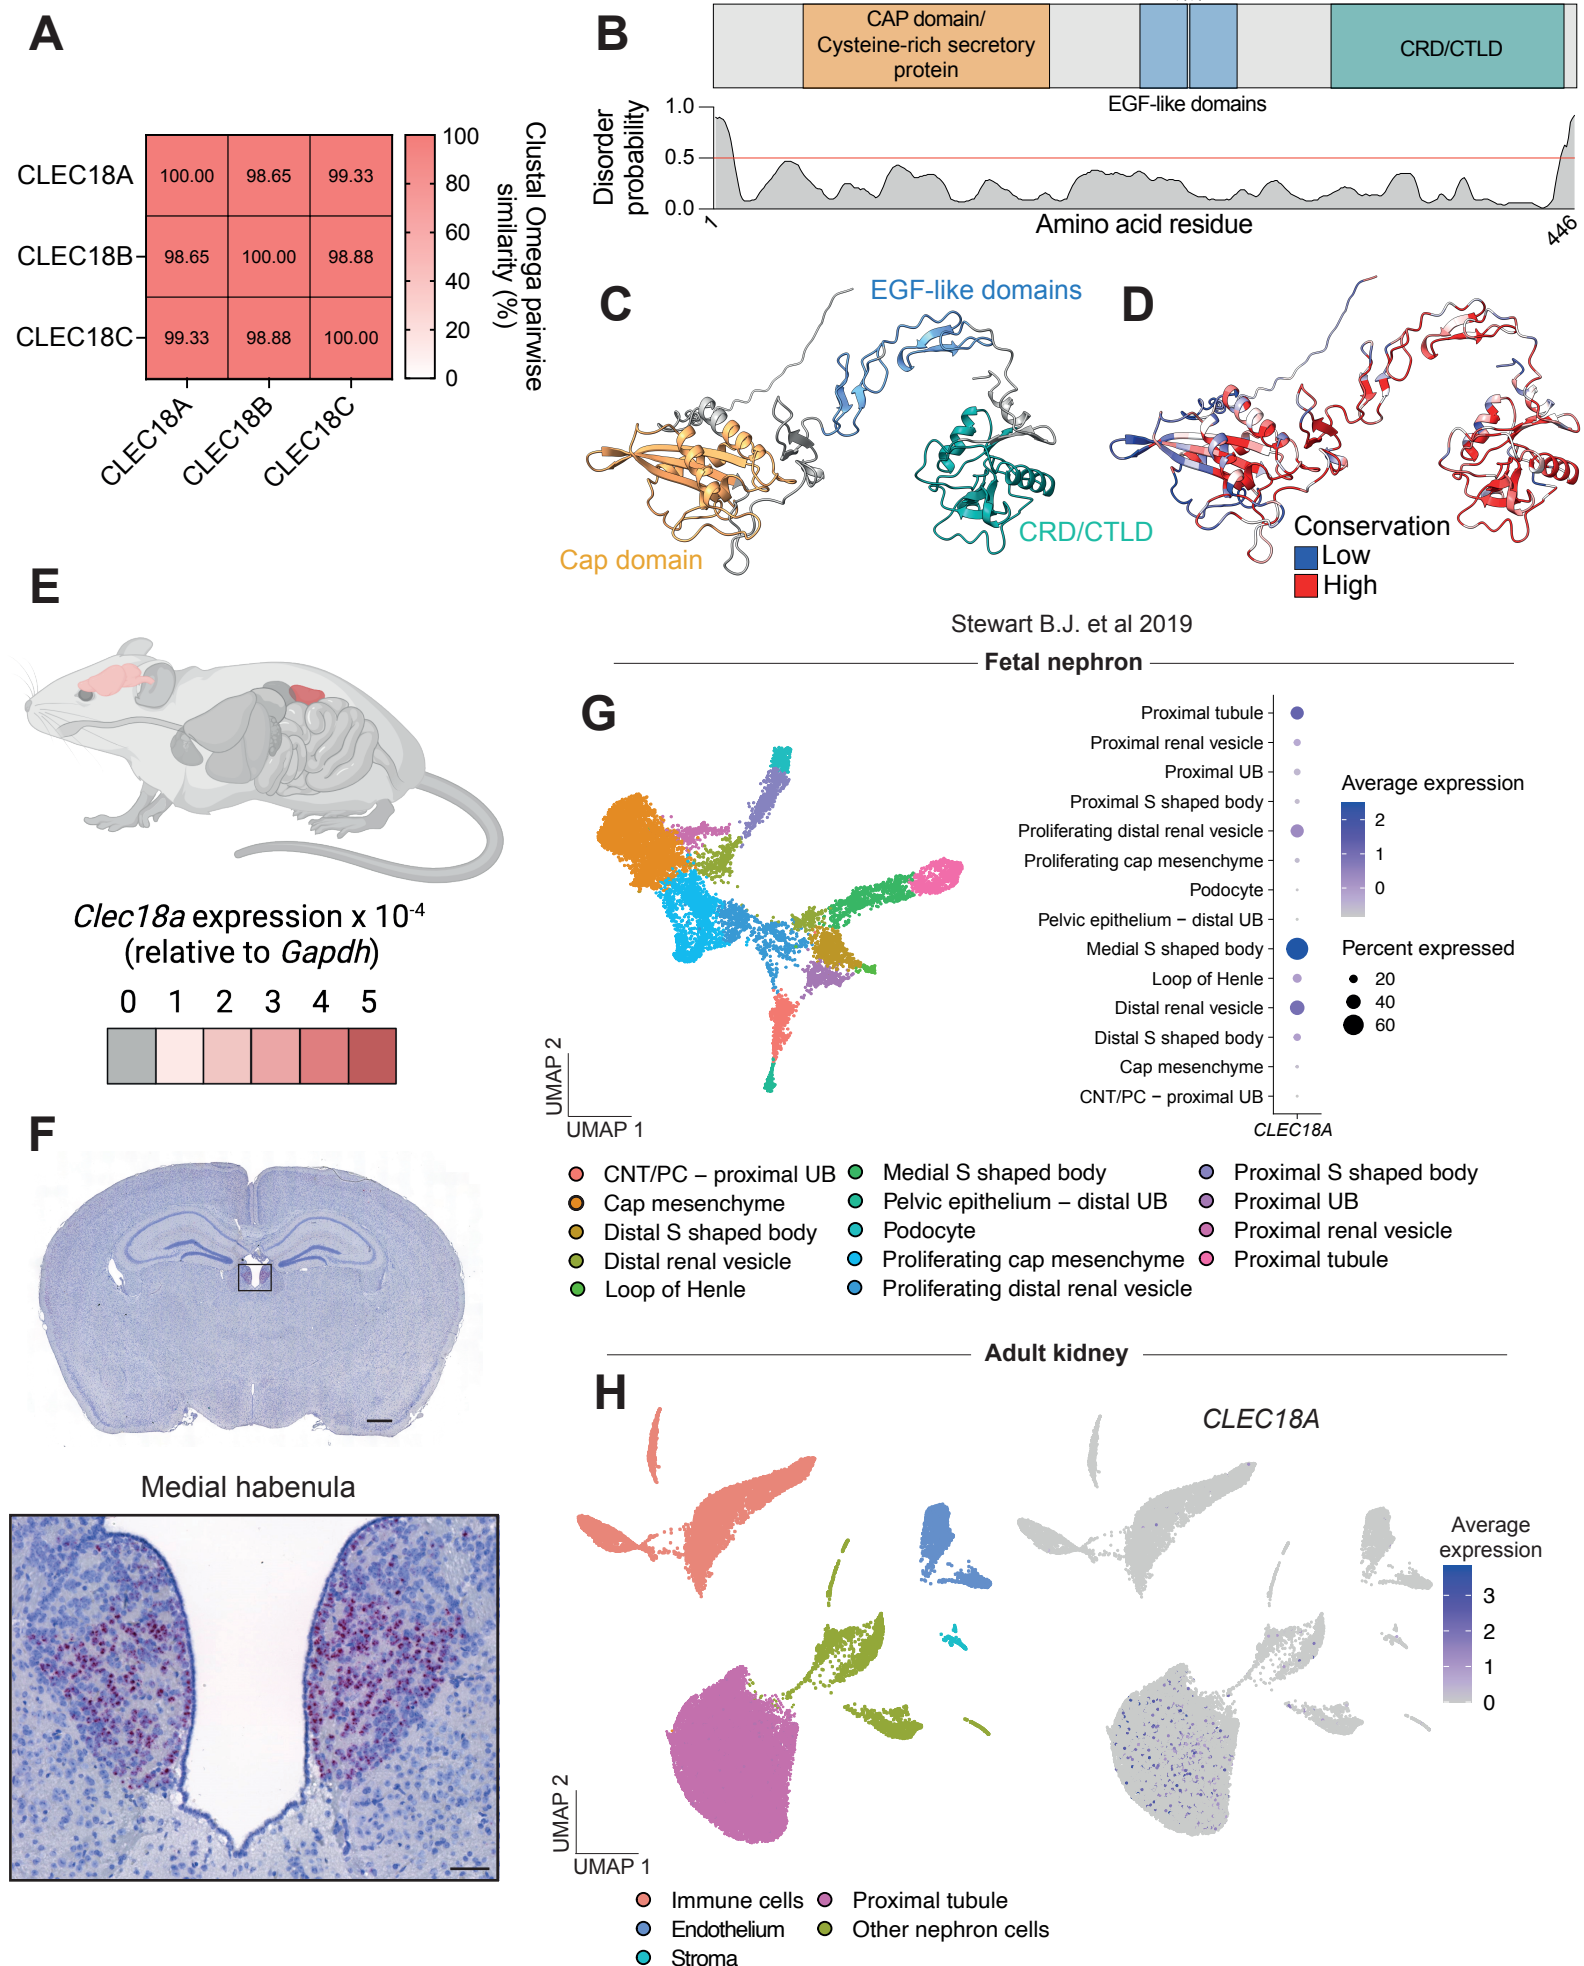 A
CLEC18A
CLEC18B
CLEC18C
100.00 98.65 99.33
98.65 100.00 98.88
99.33 98.88 100.00
CLEC18A
CLEC18B
CLEC18C
100
80
60
40
20
0
Clustal Omega pairwise
similarity (%)
B
CAP domain/
Cysteine-rich secretory
protein
CRD/CTLD
EGF-like domains
Disorder
probability
1.0
0.5
0.0
1
Amino acid residue
446
C
EGF-like domains
Cap domain
CRD/CTLD
D
Conservation
Low
High
E
Clec18a expression x 10-4
(relative to Gapdh)
0 1 2 3 4 5
F
Medial habenula
Stewart B.J. et al 2019
Fetal nephron
G
UMAP 2
UMAP 1
Proximal tubule
Proximal renal vesicle
Proximal UB
Proximal S shaped body
Proliferating distal renal vesicle
Proliferating cap mesenchyme
Podocyte
Pelvic epithelium − distal UB
Medial S shaped body
Loop of Henle
Distal renal vesicle
Distal S shaped body
Cap mesenchyme
CNT/PC − proximal UB
CLEC18A
Average expression
2
1
0
Percent expressed
20
40
60
CNT/PC − proximal UB
Cap mesenchyme
Distal S shaped body
Distal renal vesicle
Loop of Henle
Medial S shaped body
Pelvic epithelium − distal UB
Podocyte
Proliferating cap mesenchyme
Proliferating distal renal vesicle
Proximal S shaped body
Proximal UB
Proximal renal vesicle
Proximal tubule
Adult kidney
H
CLEC18A
Average
expression
3
2
1
0
UMAP 2
UMAP 1
Immune cells
Endothelium
Stroma
Proximal tubule
Other nephron cells